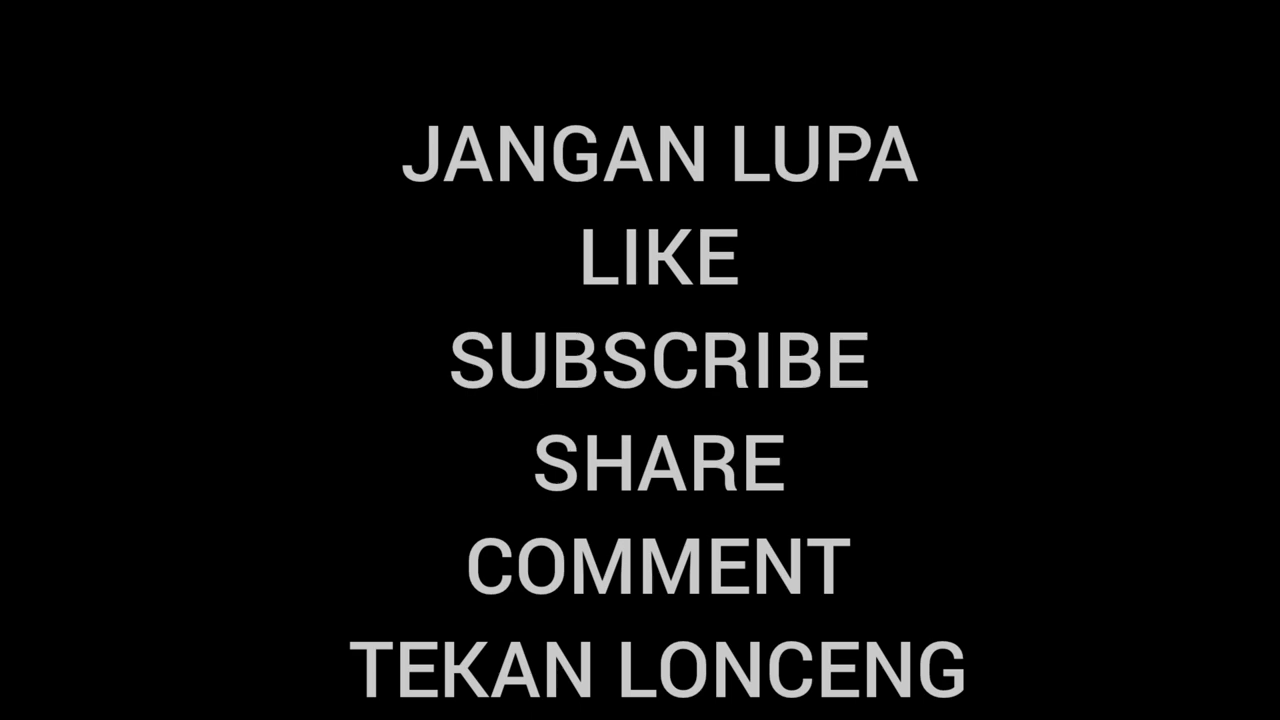 JANGAN LUPA
LIKE
SUBSCRIBE
SHARE
COMMENT
TEKAN LONCENG